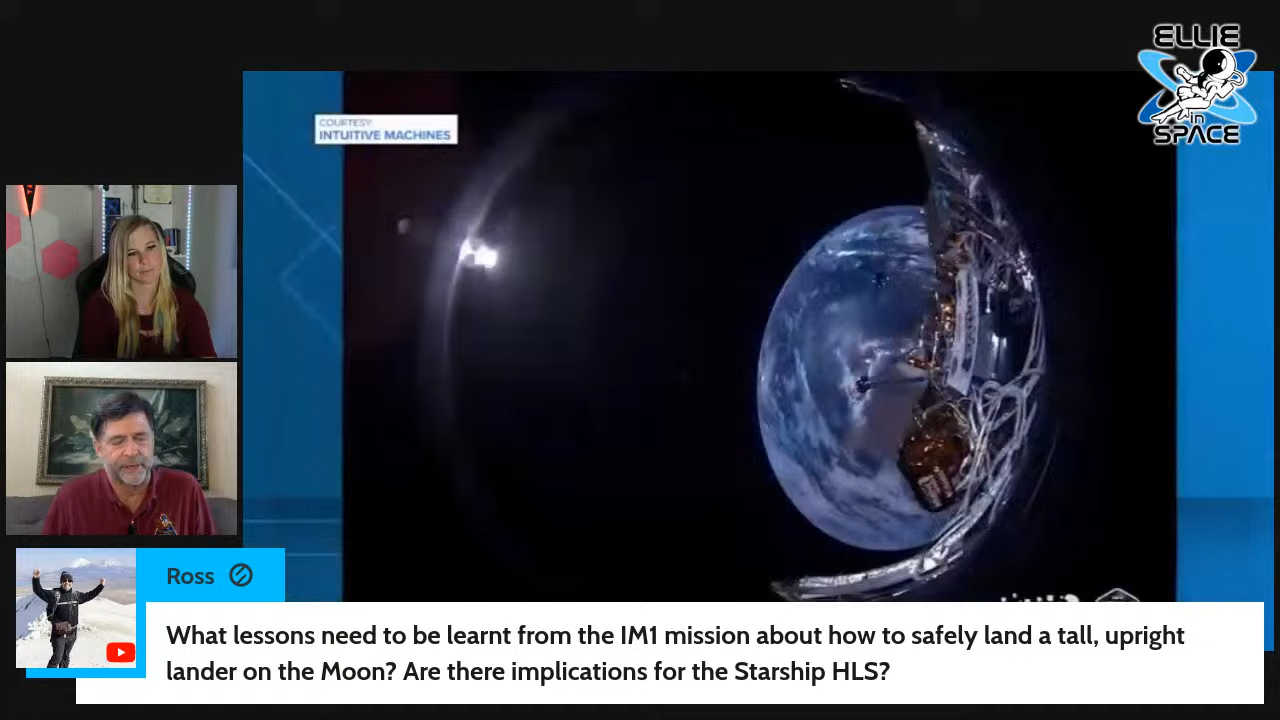 ELLIE
in
SPACE
COURTESY:
INTUITIVE MACHINES
Ross
What lessons need to be learnt from the IM1 mission about how to safely land a tall, upright
lander on the Moon? Are there implications for the Starship HLS?